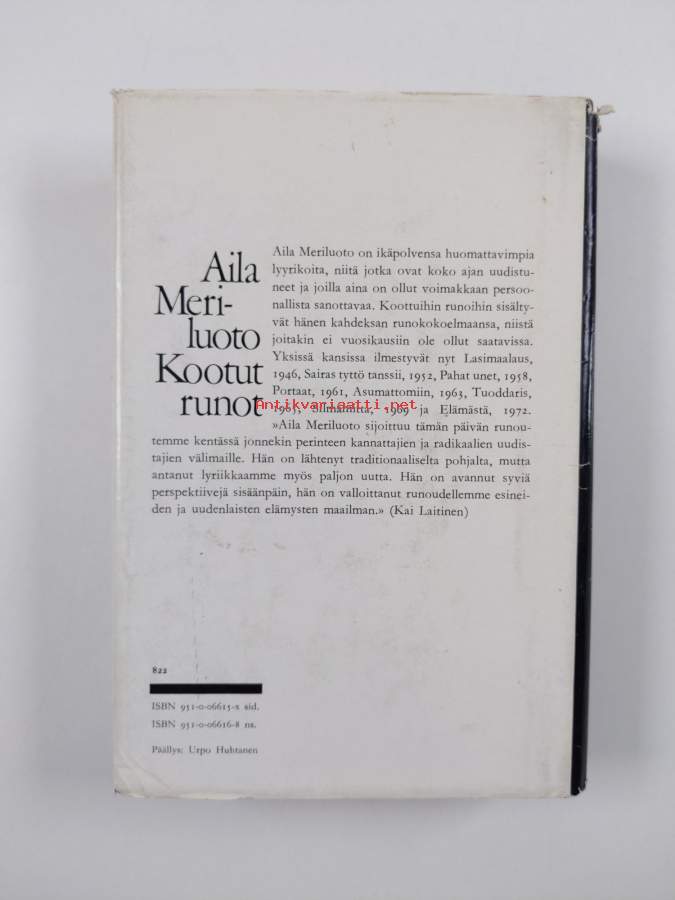 Aila
Meri-
luoto
Kootut
runot
Aila Meriluoto on ikäpolvensa huomattavimpia
lyyrikoita, niitä jotka ovat koko ajan uudistu-
neet ja joilla aina on ollut voimakkaan persoo-
nallista sanottavaa. Koottuihin runoihin sisälty-
vät hänen kahdeksan runokokoelmaansa, niistä
joitakin ei vuosikausiin ole ollut saatavissa.
Yksissä kansissa ilmestyvät nyt Lasimaalaus,
1946, Sairas tyttö tanssii, 1952, Pahat unet, 1958,
Portaat, 1961, Asumattomiin, 1963, Tuoddaris,
Antikvariaatti.net
1965, Silmämitta, 1969 ja Elämästä, 1972.
»Aila Meriluoto sijoittuu tämän päivän runou-
temme kentässä jonnekin perinteen kannattajien ja radikaalien uudis-
tajien välimaille. Hän on lähtenyt traditionaaliselta pohjalta, mutta
antanut lyriikkaamme myös paljon uutta. Hän on avannut syviä
perspektiivejä sisäänpäin, hän on valloittanut runoudellemme esinei-
den ja uudenlaisten elämysten maailman.» (Kai Laitinen)
822
ISBN 951-0-06615-x sid.
ISBN 951-0-06616-8 ns.
Päällys: Urpo Huhtanen